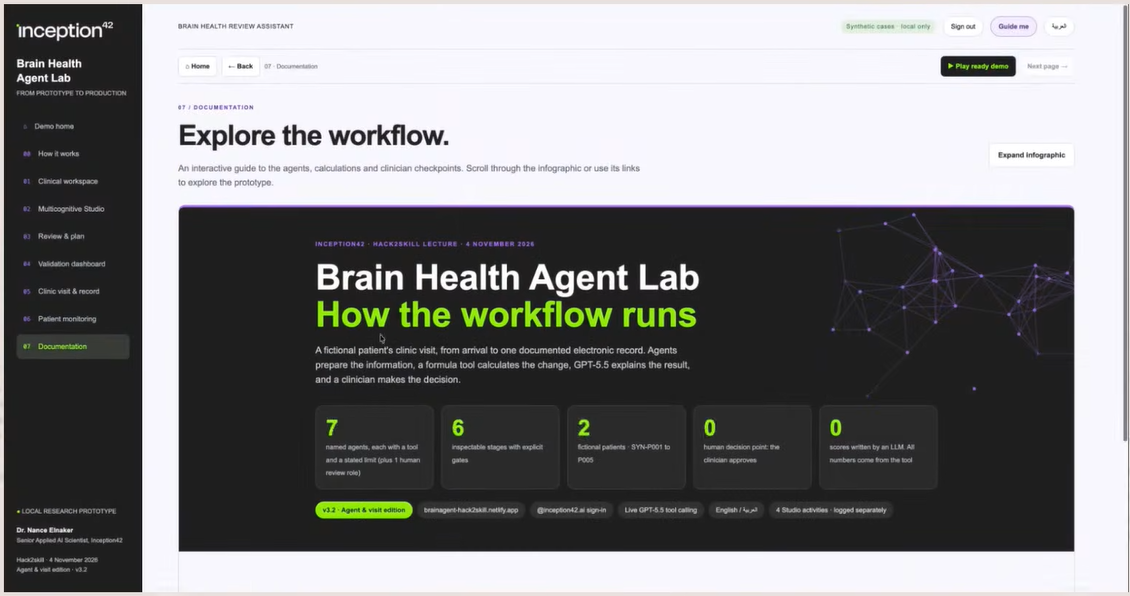 inception42
Brain Health
Agent Lab
FROM PROTOTYPE TO PRODUCTION
Demo home
00 How it works
01 Clinical workspace
02 Multicognitive Studio
03 Review & plan
04 Validation dashboard
05 Clinic visit & record
06 Patient monitoring
07 Documentation
LOCAL RESEARCH PROTOTYPE
Dr. Nance Elnaker
Senior Applied AI Scientist, Inception42
Hack2skill · 4 November 2026
Agent & visit edition · v3.2
BRAIN HEALTH REVIEW ASSISTANT
Synthetic cases · local only
Sign out
Guide me
العربية
⌂ Home
← Back
07 · Documentation
▶ Play ready demo
Next page →
07 / DOCUMENTATION
Explore the workflow.
An interactive guide to the agents, calculations and clinician checkpoints. Scroll through the infographic or use its links
to explore the prototype.
Expand infographic
INCEPTION42 · HACK2SKILL LECTURE · 4 NOVEMBER 2026
Brain Health Agent Lab
How the workflow runs
A fictional patient's clinic visit, from arrival to one documented electronic record. Agents
prepare the information, a formula tool calculates the change, GPT-5.5 explains the result,
and a clinician makes the decision.
7
named agents, each with a tool
and a stated limit (plus 1 human
review role)
6
inspectable stages with explicit
gates
2
fictional patients · SYN-P001 to
P005
0
human decision point: the
clinician approves
0
scores written by an LLM. All
numbers come from the tool
v3.2 · Agent & visit edition
brainagent-hack2skill.netlify.app
@inception42.ai sign-in
Live GPT-5.5 tool calling
English / العربية
4 Studio activities · logged separately